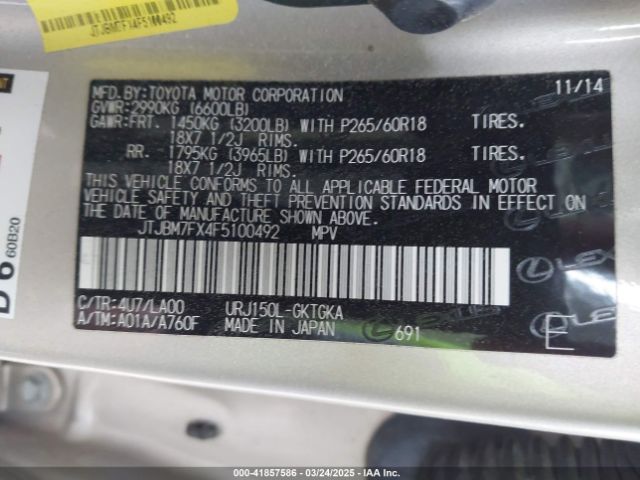 JTJBM7FX4F5100492
MFD.BY:TOYOTA MOTOR CORPORATION 11/14
GVWR:2990KG (6600LB)
GAWR:FRT. 1450KG (3200LB) WITH P265/60R18 TIRES.
18X7 1/2J RIMS.
RR. 1795KG (3965LB) WITH P265/60R18 TIRES.
18X7 1/2J RIMS.
THIS VEHICLE CONFORMS TO ALL APPLICABLE FEDERAL MOTOR
VEHICLE SAFETY AND THEFT PREVENTION STANDARDS IN EFFECT ON
THE DATE OF MANUFACTURE SHOWN ABOVE.
JTJBM7FX4F5100492 MPV
C/TR:4U7/LA00 URJ150L-GKTGKA
A/TM:A01A/A760F MADE IN JAPAN 691
E
LEXUS
D 6 60B20
00-41857586 — 03/24/2025 — IAA Inc.